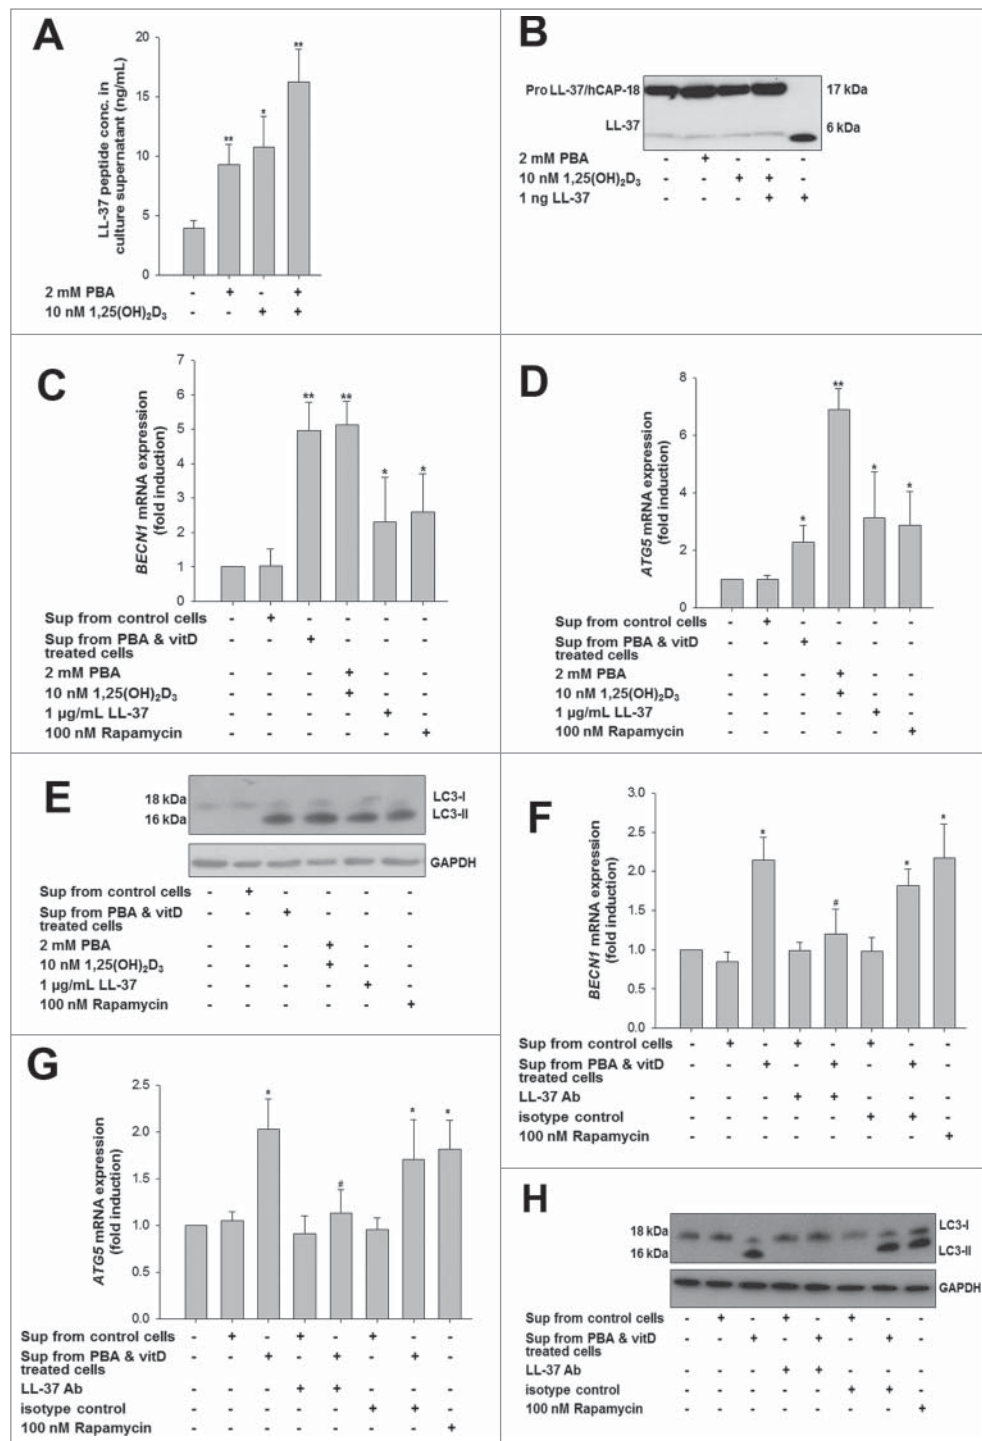 A
LL-37 peptide conc. in
culture supernatant (ng/mL)
20
15
10
5
0
** * **
2 mM PBA - + - +
10 nM 1,25(OH)₂D₃ - - + +
B
Pro LL-37/hCAP-18 17 kDa
LL-37 6 kDa
2 mM PBA - + - - -
10 nM 1,25(OH)₂D₃ - - + + -
1 ng LL-37 - - - + +
C
BECN1 mRNA expression
(fold induction)
7
6
5
4
3
2
1
0
** ** * *
Sup from control cells - + - - - -
Sup from PBA & vitD - - + - - -
treated cells
2 mM PBA - - - + - -
10 nM 1,25(OH)₂D₃ - - - + - -
1 µg/mL LL-37 - - - - + -
100 nM Rapamycin - - - - - +
D
ATG5 mRNA expression
(fold induction)
8
6
4
2
0
* ** * *
Sup from control cells - + - - - -
Sup from PBA & vitD - - + - - -
treated cells
2 mM PBA - - - + - -
10 nM 1,25(OH)₂D₃ - - - + - -
1 µg/mL LL-37 - - - - + -
100 nM Rapamycin - - - - - +
E
18 kDa LC3-I
16 kDa LC3-II
GAPDH
Sup from control cells - + - - - -
Sup from PBA & vitD - - + - - -
treated cells
2 mM PBA - - - + - -
10 nM 1,25(OH)₂D₃ - - - + - -
1 µg/mL LL-37 - - - - + -
100 nM Rapamycin - - - - - +
F
BECN1 mRNA expression
(fold induction)
3.0
2.5
2.0
1.5
1.0
0.5
0.0
* # * *
Sup from control cells - + - + - + - -
Sup from PBA & vitD - - + - + - + -
treated cells
LL-37 Ab - - - + + - - -
isotype control - - - - - + + -
100 nM Rapamycin - - - - - - - +
G
ATG5 mRNA expression
(fold induction)
2.5
2.0
1.5
1.0
0.5
0.0
* # * *
Sup from control cells - + - + - + - -
Sup from PBA & vitD - - + - + - + -
treated cells
LL-37 Ab - - - + + - - -
isotype control - - - - - + + -
100 nM Rapamycin - - - - - - - +
H
18 kDa LC3-I
16 kDa LC3-II
GAPDH
Sup from control cells - + - + - + - -
Sup from PBA & vitD - - + - + - + -
treated cells
LL-37 Ab - - - + + - - -
isotype control - - - - - + + -
100 nM Rapamycin - - - - - - - +